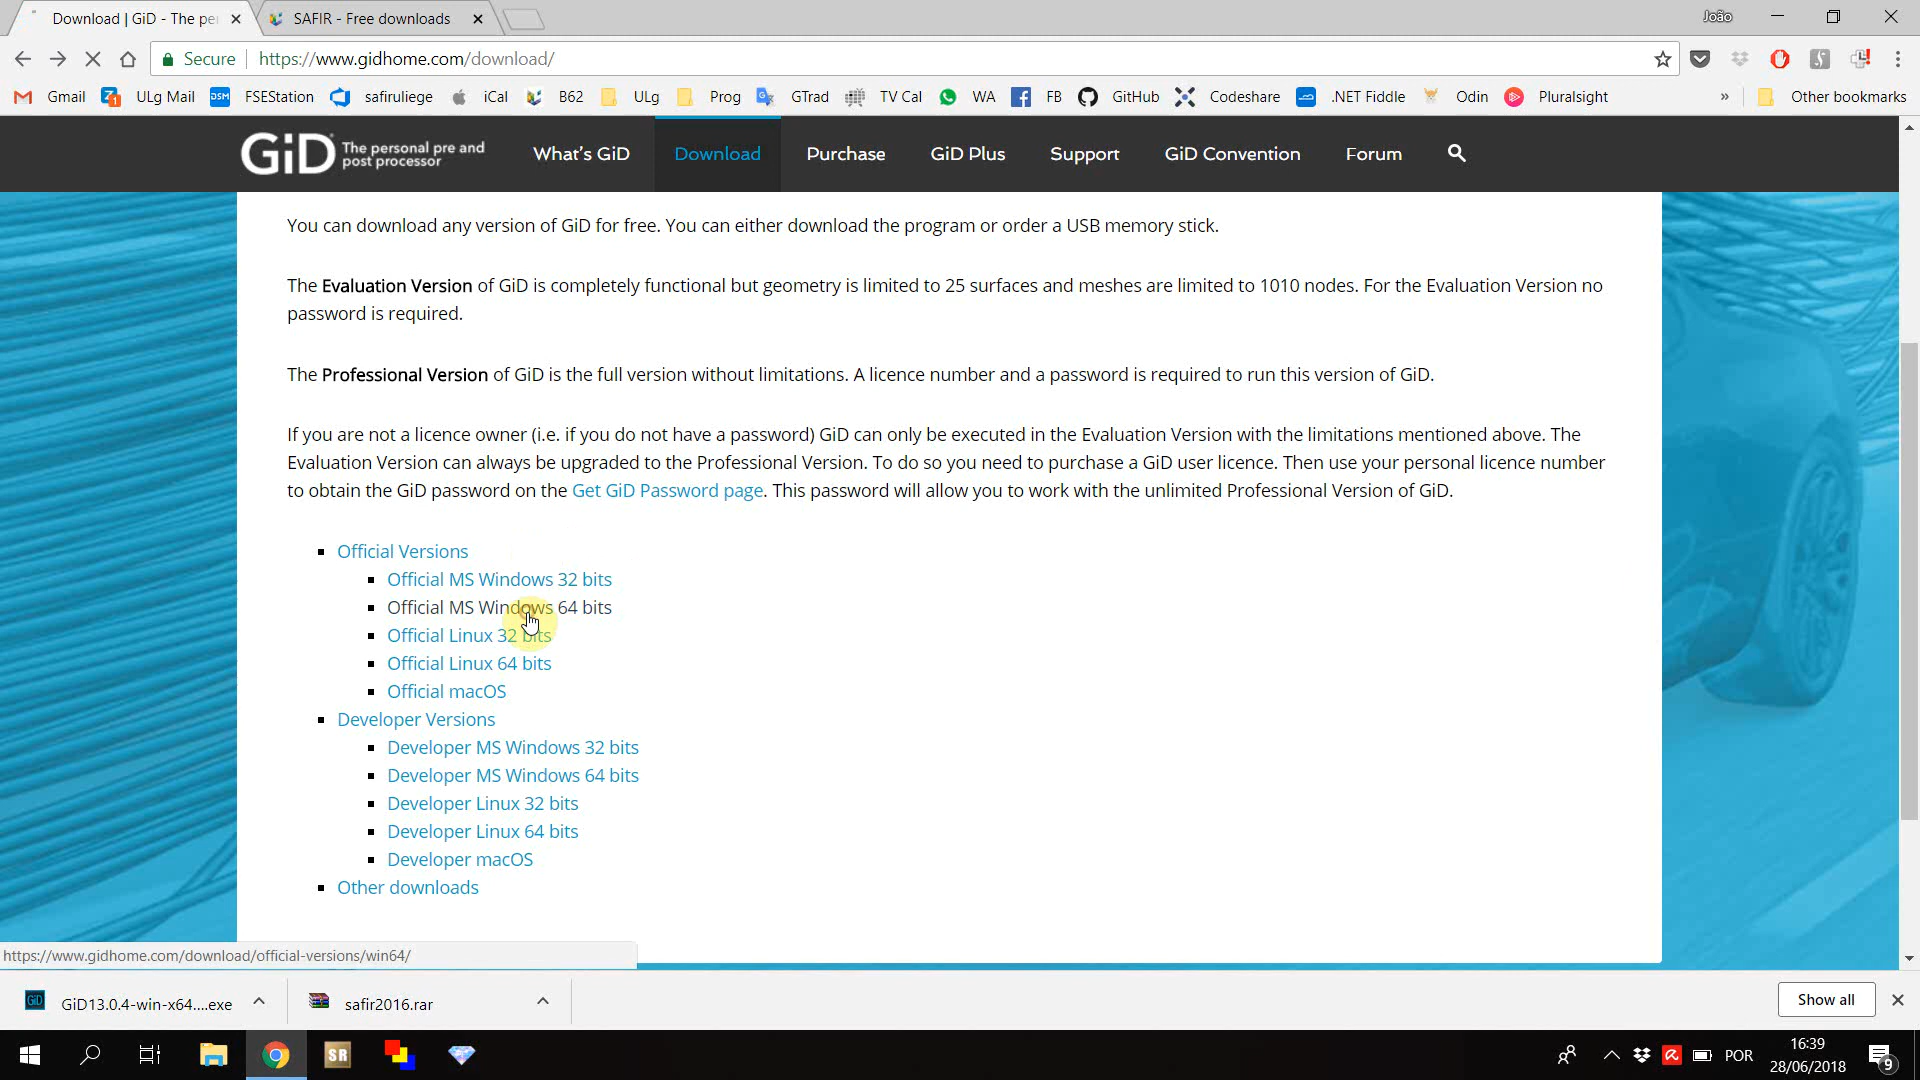 Download | GiD - The pe
SAFIR - Free downloads
João
Secure
https://www.gidhome.com/download/
Gmail
ULg Mail
DSM
FSEStation
safiruliege
iCal
B62
ULg
Prog
GTrad
TV Cal
WA
FB
GitHub
Codeshare
.NET Fiddle
Odin
Pluralsight
»
Other bookmarks
GiD The personal pre and
post processor
What's GiD
Download
Purchase
GiD Plus
Support
GiD Convention
Forum
You can download any version of GiD for free. You can either download the program or order a USB memory stick.
The Evaluation Version of GiD is completely functional but geometry is limited to 25 surfaces and meshes are limited to 1010 nodes. For the Evaluation Version no
password is required.
The Professional Version of GiD is the full version without limitations. A licence number and a password is required to run this version of GiD.
If you are not a licence owner (i.e. if you do not have a password) GiD can only be executed in the Evaluation Version with the limitations mentioned above. The
Evaluation Version can always be upgraded to the Professional Version. To do so you need to purchase a GiD user licence. Then use your personal licence number
to obtain the GiD password on the Get GiD Password page. This password will allow you to work with the unlimited Professional Version of GiD.
Official Versions
Official MS Windows 32 bits
Official MS Windows 64 bits
Official Linux 32 bits
Official Linux 64 bits
Official macOS
Developer Versions
Developer MS Windows 32 bits
Developer MS Windows 64 bits
Developer Linux 32 bits
Developer Linux 64 bits
Developer macOS
Other downloads
https://www.gidhome.com/download/official-versions/win64/
GiD
GiD13.0.4-win-x64....exe
safir2016.rar
Show all
SR
POR
16:39
28/06/2018
9